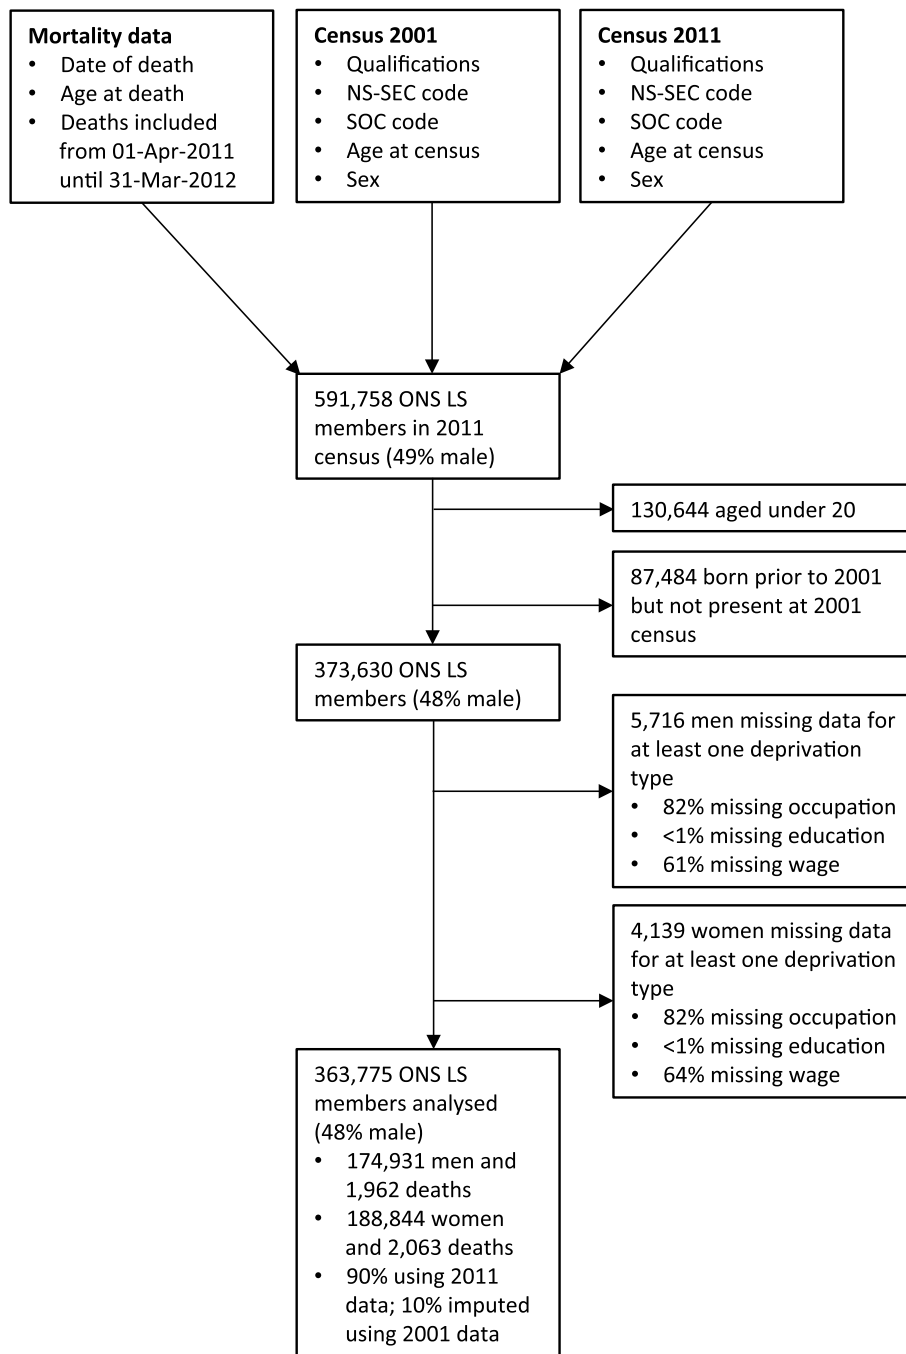 Mortality data
• Date of death
• Age at death
• Deaths included
from 01-Apr-2011
until 31-Mar-2012
Census 2001
• Qualifications
• NS-SEC code
• SOC code
• Age at census
• Sex
Census 2011
• Qualifications
• NS-SEC code
• SOC code
• Age at census
• Sex
591,758 ONS LS
members in 2011
census (49% male)
130,644 aged under 20
87,484 born prior to 2001
but not present at 2001
census
373,630 ONS LS
members (48% male)
5,716 men missing data for
at least one deprivation
type
• 82% missing occupation
• <1% missing education
• 61% missing wage
4,139 women missing data
for at least one deprivation
type
• 82% missing occupation
• <1% missing education
• 64% missing wage
363,775 ONS LS
members analysed
(48% male)
• 174,931 men and
1,962 deaths
• 188,844 women
and 2,063 deaths
• 90% using 2011
data; 10% imputed
using 2001 data